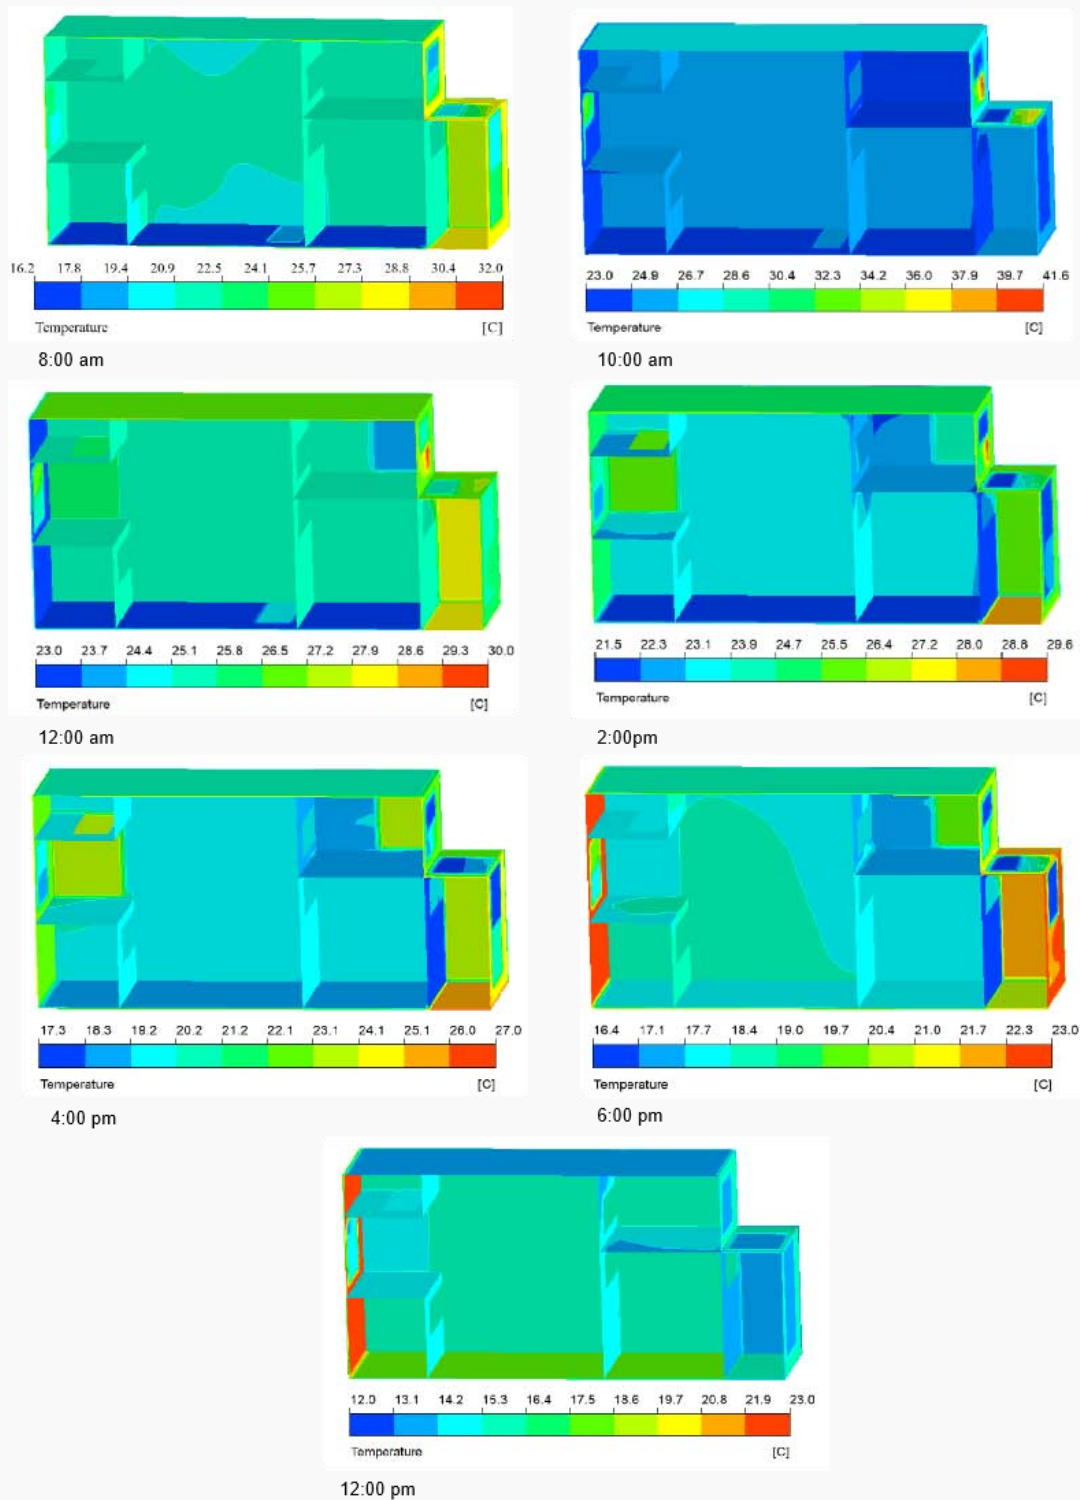 16.2 17.8 19.4 20.9 22.5 24.1 25.7 27.3 28.8 30.4 32.0
Temperature [C]
8:00 am
23.0 24.9 26.7 28.6 30.4 32.3 34.2 36.0 37.9 39.7 41.6
Temperature [C]
10:00 am
23.0 23.7 24.4 25.1 25.8 26.5 27.2 27.9 28.6 29.3 30.0
Temperature [C]
12:00 am
21.5 22.3 23.1 23.9 24.7 25.5 26.4 27.2 28.0 28.8 29.6
Temperature [C]
2:00pm
17.3 18.3 19.2 20.2 21.2 22.1 23.1 24.1 25.1 26.0 27.0
Temperature [C]
4:00 pm
16.4 17.1 17.7 18.4 19.0 19.7 20.4 21.0 21.7 22.3 23.0
Temperature [C]
6:00 pm
12.0 13.1 14.2 15.3 16.4 17.5 18.6 19.7 20.8 21.9 23.0
Temperature [C]
12:00 pm